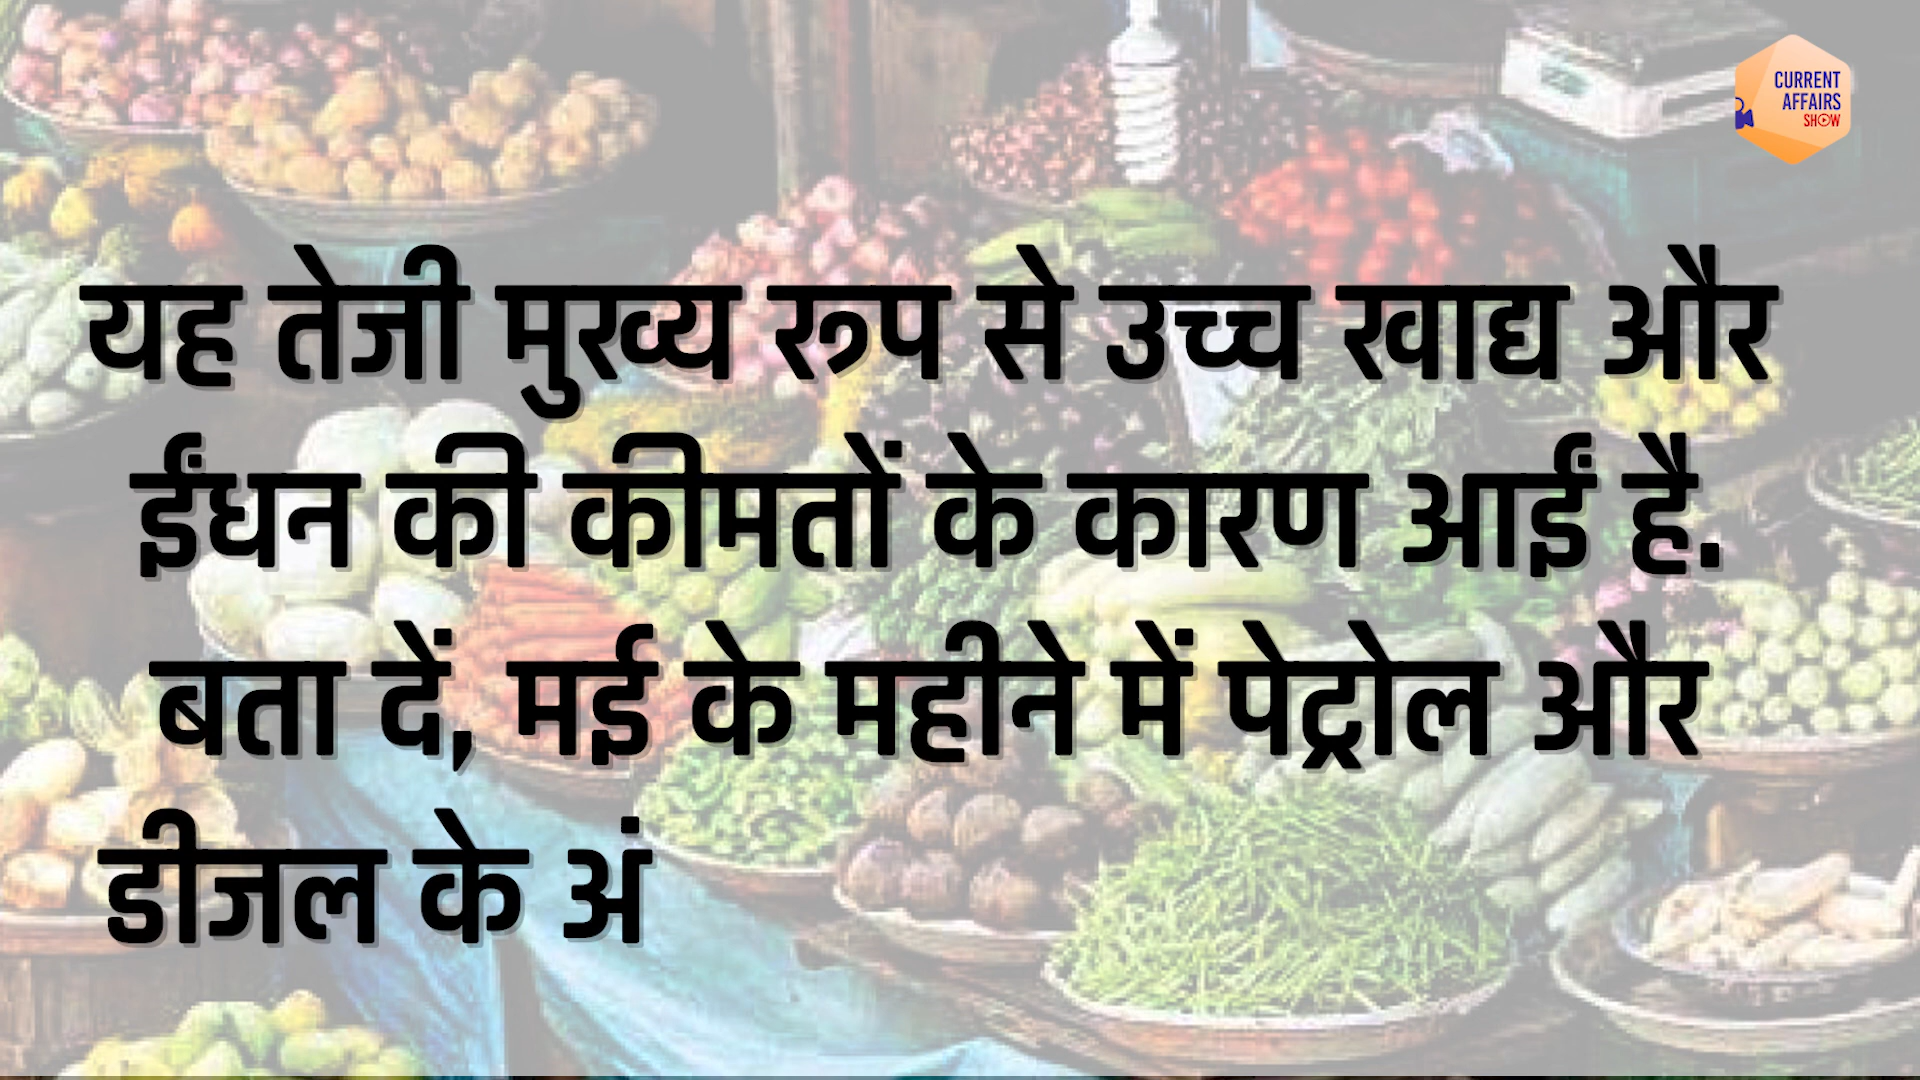 CURRENT
AFFAIRS
SHOW
यह तेजी मुख्य रूप से उच्च खाद्य और
ईंधन की कीमतों के कारण आईं है.
बता दें, मई के महीने में पेट्रोल और
डीजल के अं